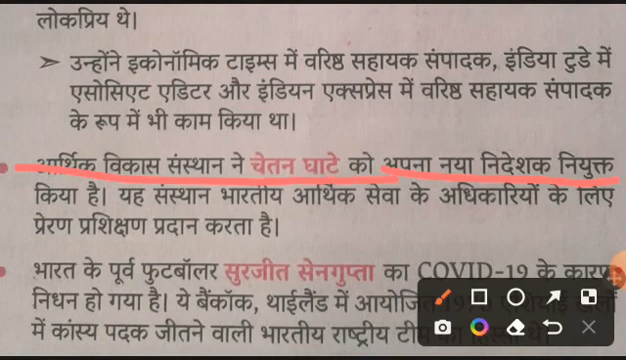 लोकप्रिय थे।
➤ उन्होंने इकोनॉमिक टाइम्स में वरिष्ठ सहायक संपादक, इंडिया टुडे में
एसोसिएट एडिटर और इंडियन एक्सप्रेस में वरिष्ठ सहायक संपादक
के रूप में भी काम किया था।
• आर्थिक विकास संस्थान ने चेतन घाटे को अपना नया निदेशक नियुक्त
किया है। यह संस्थान भारतीय आर्थिक सेवा के अधिकारियों के लिए
प्रेरण प्रशिक्षण प्रदान करता है।
• भारत के पूर्व फुटबॉलर सुरजीत सेनगुप्ता का COVID-19 के कारण
निधन हो गया है। ये बैंकॉक, थाईलैंड में आयोजित
में कांस्य पदक जीतने वाली भारतीय राष्ट्रीय टीम